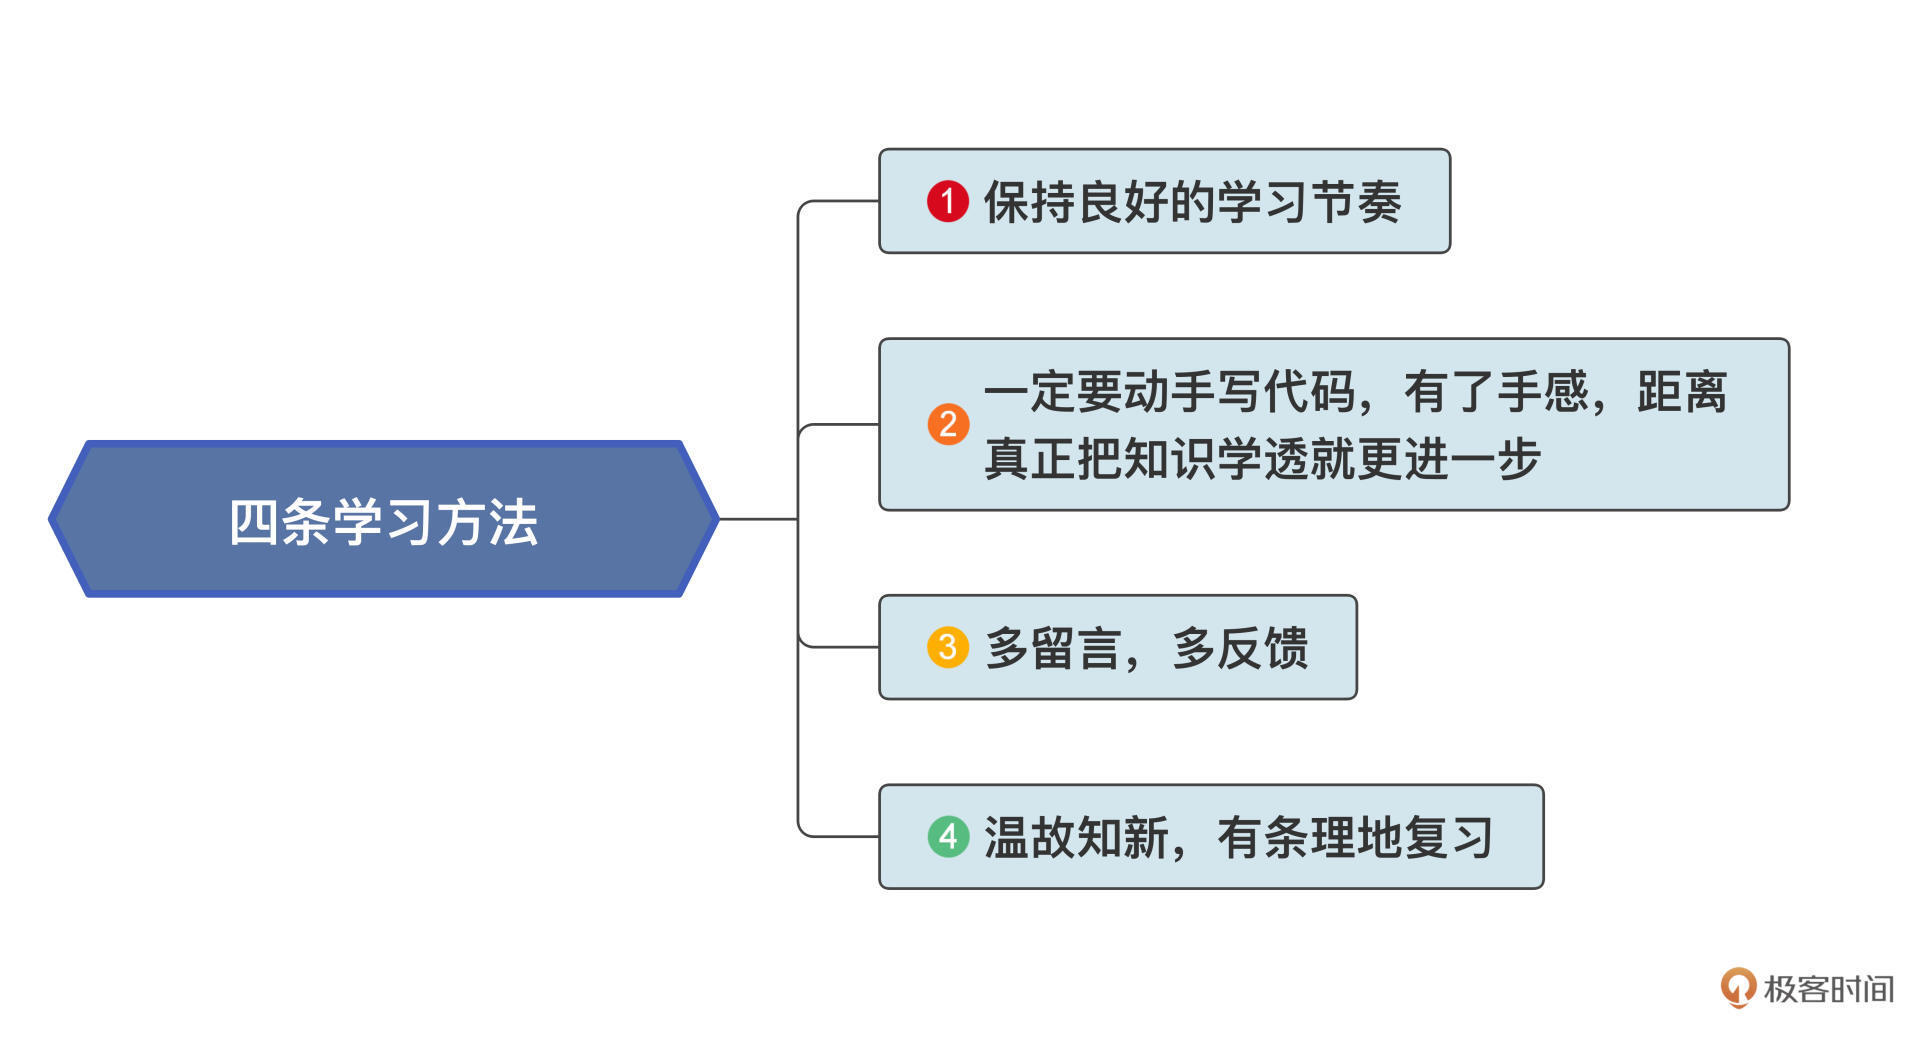 四条学习方法
1 保持良好的学习节奏
2 一定要动手写代码，有了手感，距离
真正把知识学透就更进一步
3 多留言，多反馈
4 温故知新，有条理地复习
极客时间